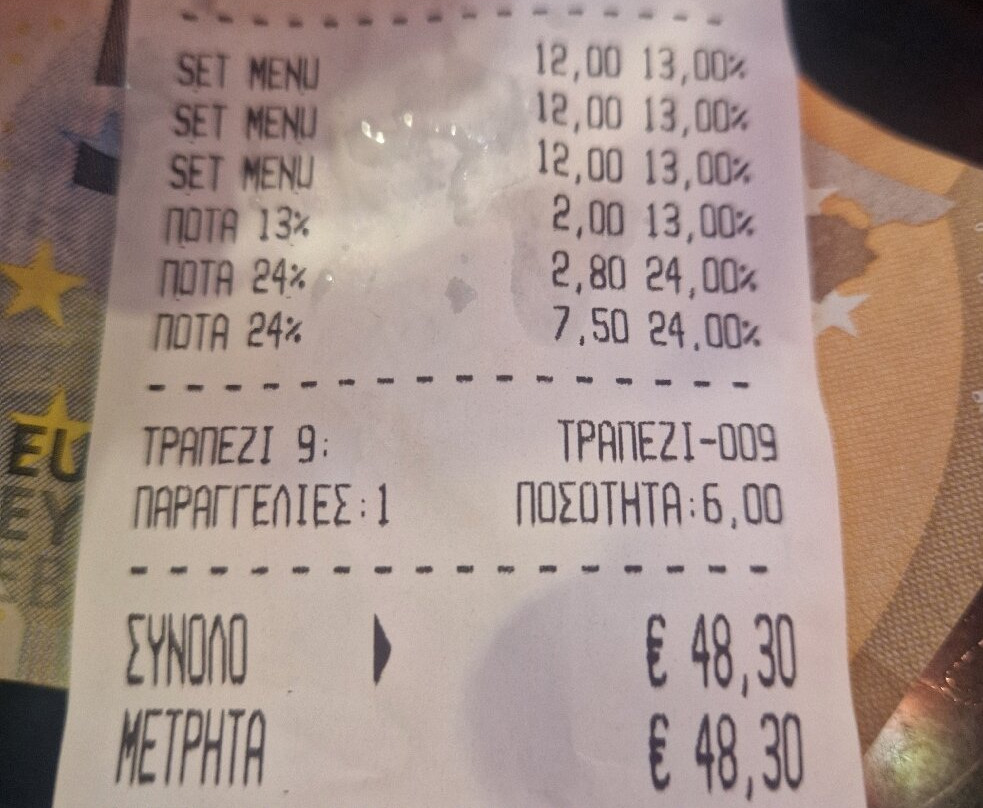 SET MENU 12,00 13,00%
SET MENU 12,00 13,00%
SET MENU 12,00 13,00%
ΠΟΤΑ 13% 2,00 13,00%
ΠΟΤΑ 24% 2,80 24,00%
ΠΟΤΑ 24% 7,50 24,00%
ΤΡΑΠΕΖΙ 9: ΤΡΑΠΕΖΙ-009
ΠΑΡΑΓΓΕΛΙΕΣ:1 ΠΟΣΟΤΗΤΑ:6,00
ΣΥΝΟΛΟ € 48,30
ΜΕΤΡΗΤΑ € 48,30
EU
EY